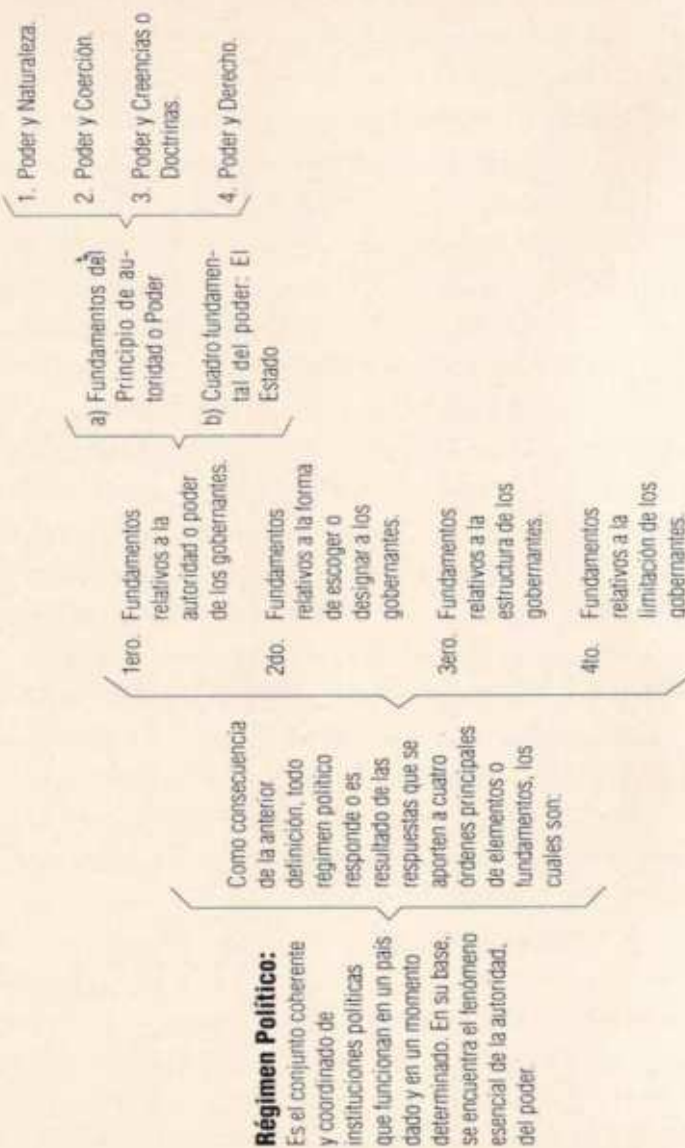 Régimen Político:
Es el conjunto coherente
y coordinado de
instituciones políticas
que funcionan en un país
dado y en un momento
determinado. En su base,
se encuentra el fenómeno
esencial de la autoridad,
del poder.
Como consecuencia
de la anterior
definición, todo
régimen político
responde o es
resultado de las
respuestas que se
aporten a cuatro
órdenes principales
de elementos o
fundamentos, los
cuales son:
1ero. Fundamentos
relativos a la
autoridad o poder
de los gobernantes.
2do. Fundamentos
relativos a la forma
de escoger o
designar a los
gobernantes.
3ero. Fundamentos
relativos a la
estructura de los
gobernantes.
4to. Fundamentos
relativos a la
limitación de los
gobernantes.
a) Fundamentos del
Principio de au-
toridad o Poder
b) Cuadro fundamen-
tal del poder: El
Estado
1. Poder y Naturaleza.
2. Poder y Coerción.
3. Poder y Creencias o
Doctrinas.
4. Poder y Derecho.